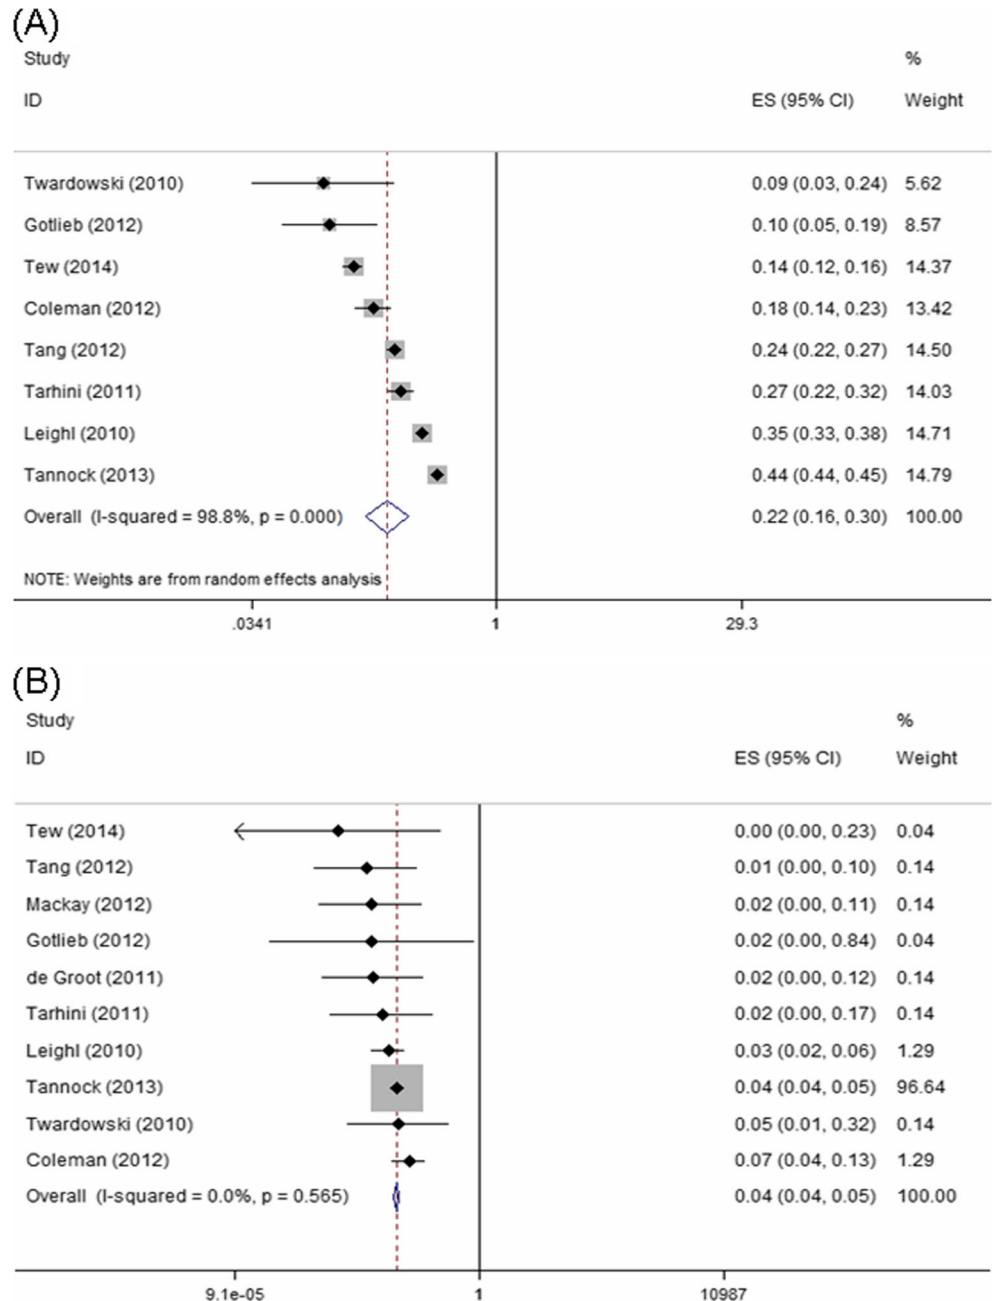 (A)
Study %
ID ES (95% CI) Weight
Twardowski (2010) 0.09 (0.03, 0.24) 5.62
Gotlieb (2012) 0.10 (0.05, 0.19) 8.57
Tew (2014) 0.14 (0.12, 0.16) 14.37
Coleman (2012) 0.18 (0.14, 0.23) 13.42
Tang (2012) 0.24 (0.22, 0.27) 14.50
Tarhini (2011) 0.27 (0.22, 0.32) 14.03
Leighl (2010) 0.35 (0.33, 0.38) 14.71
Tannock (2013) 0.44 (0.44, 0.45) 14.79
Overall (I-squared = 98.8%, p = 0.000) 0.22 (0.16, 0.30) 100.00
NOTE: Weights are from random effects analysis
.0341 1 29.3
(B)
Study %
ID ES (95% CI) Weight
Tew (2014) 0.00 (0.00, 0.23) 0.04
Tang (2012) 0.01 (0.00, 0.10) 0.14
Mackay (2012) 0.02 (0.00, 0.11) 0.14
Gotlieb (2012) 0.02 (0.00, 0.84) 0.04
de Groot (2011) 0.02 (0.00, 0.12) 0.14
Tarhini (2011) 0.02 (0.00, 0.17) 0.14
Leighl (2010) 0.03 (0.02, 0.06) 1.29
Tannock (2013) 0.04 (0.04, 0.05) 96.64
Twardowski (2010) 0.05 (0.01, 0.32) 0.14
Coleman (2012) 0.07 (0.04, 0.13) 1.29
Overall (I-squared = 0.0%, p = 0.565) 0.04 (0.04, 0.05) 100.00
9.1e-05 1 10987